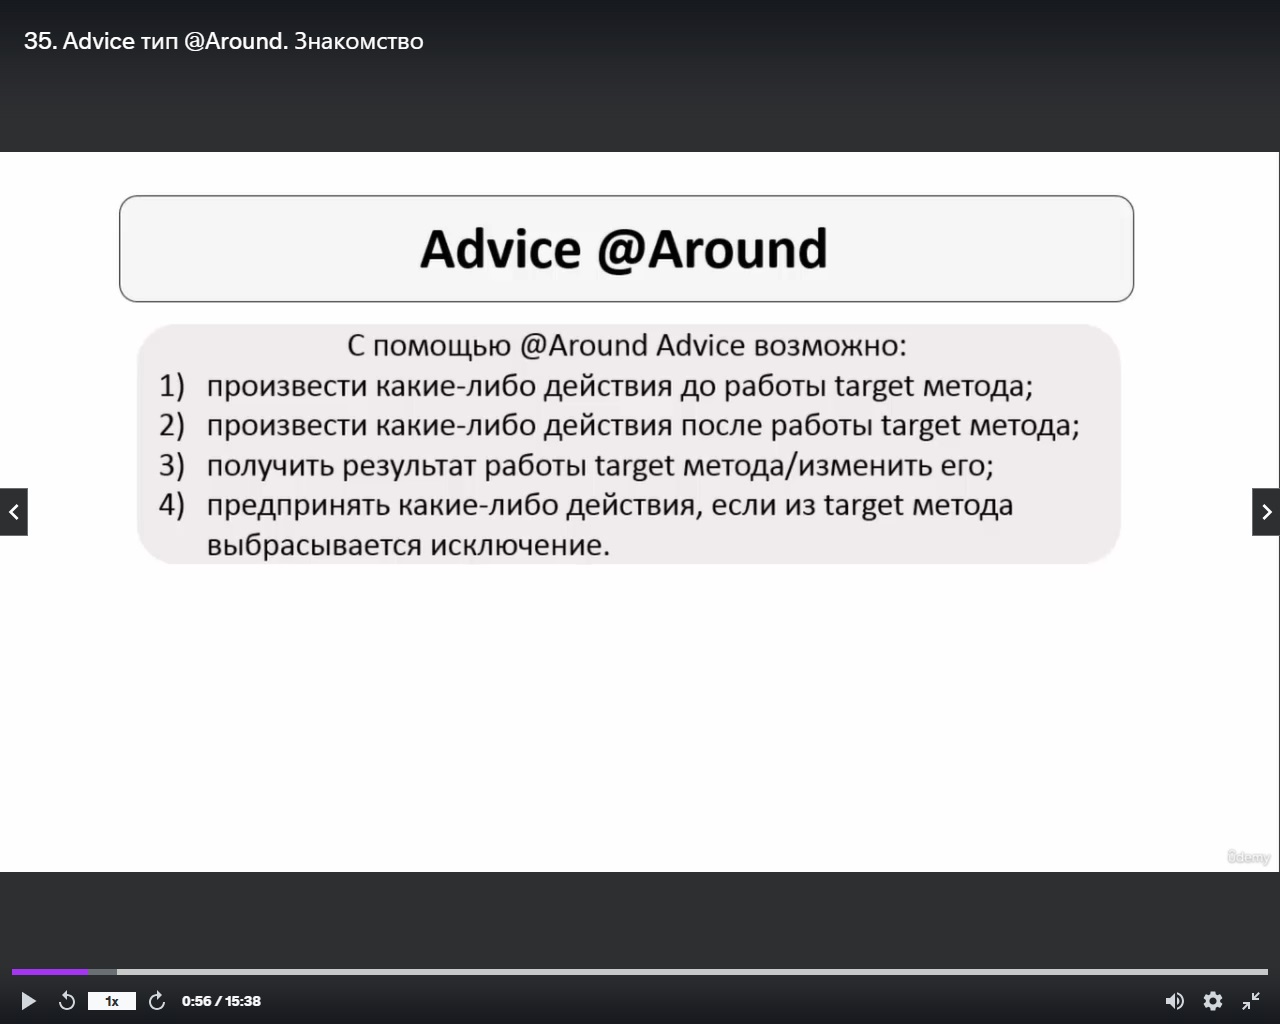 35. Advice тип @Around. Знакомство
Advice @Around
С помощью @Around Advice возможно:
1) произвести какие-либо действия до работы target метода;
2) произвести какие-либо действия после работы target метода;
3) получить результат работы target метода/изменить его;
4) предпринять какие-либо действия, если из target метода
выбрасывается исключение.
Udemy
1x
0:56 / 15:38